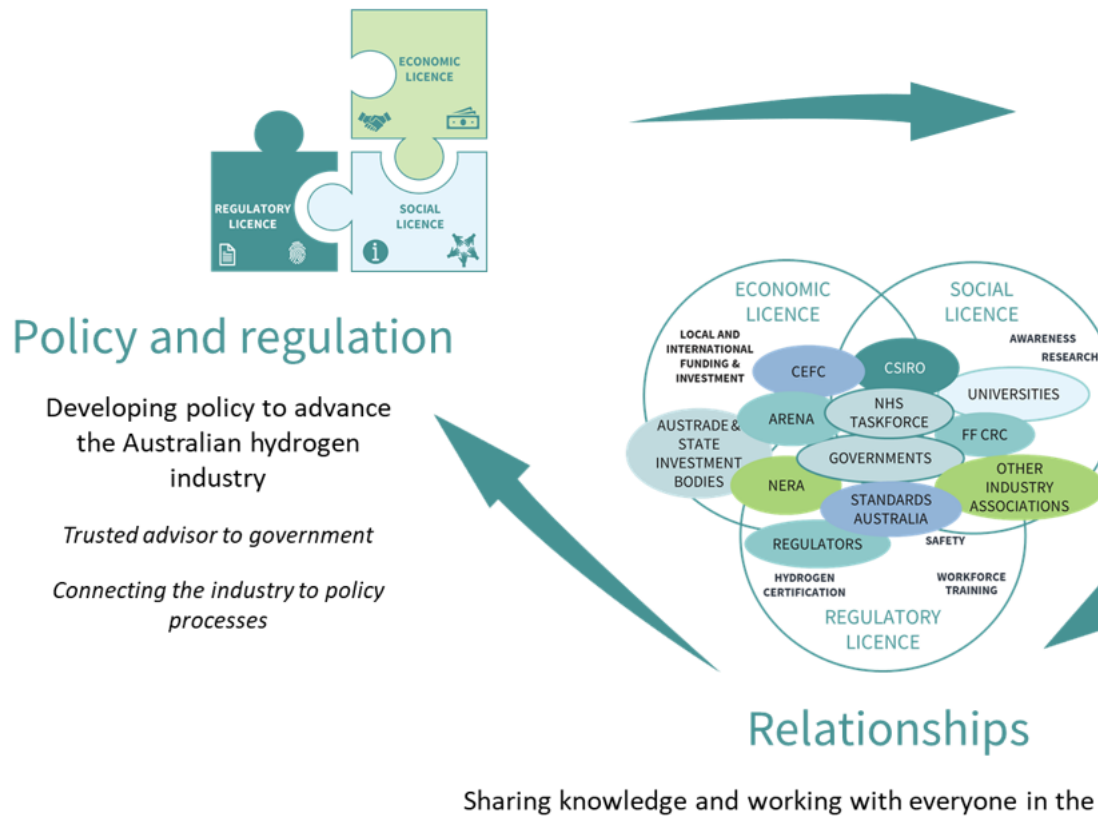 ECONOMIC
LICENCE
REGULATORY
LICENCE
SOCIAL
LICENCE
i
Policy and regulation
Developing policy to advance
the Australian hydrogen
industry
Trusted advisor to government
Connecting the industry to policy
processes
ECONOMIC
LICENCE
SOCIAL
LICENCE
LOCAL AND
INTERNATIONAL
FUNDING &
INVESTMENT
AWARENESS
RESEARCH
CEFC
CSIRO
UNIVERSITIES
ARENA
NHS
TASKFORCE
AUSTRADE &
STATE
INVESTMENT
BODIES
FF CRC
GOVERNMENTS
NERA
OTHER
INDUSTRY
ASSOCIATIONS
STANDARDS
AUSTRALIA
REGULATORS
SAFETY
HYDROGEN
CERTIFICATION
WORKFORCE
TRAINING
REGULATORY
LICENCE
Relationships
Sharing knowledge and working with everyone in the